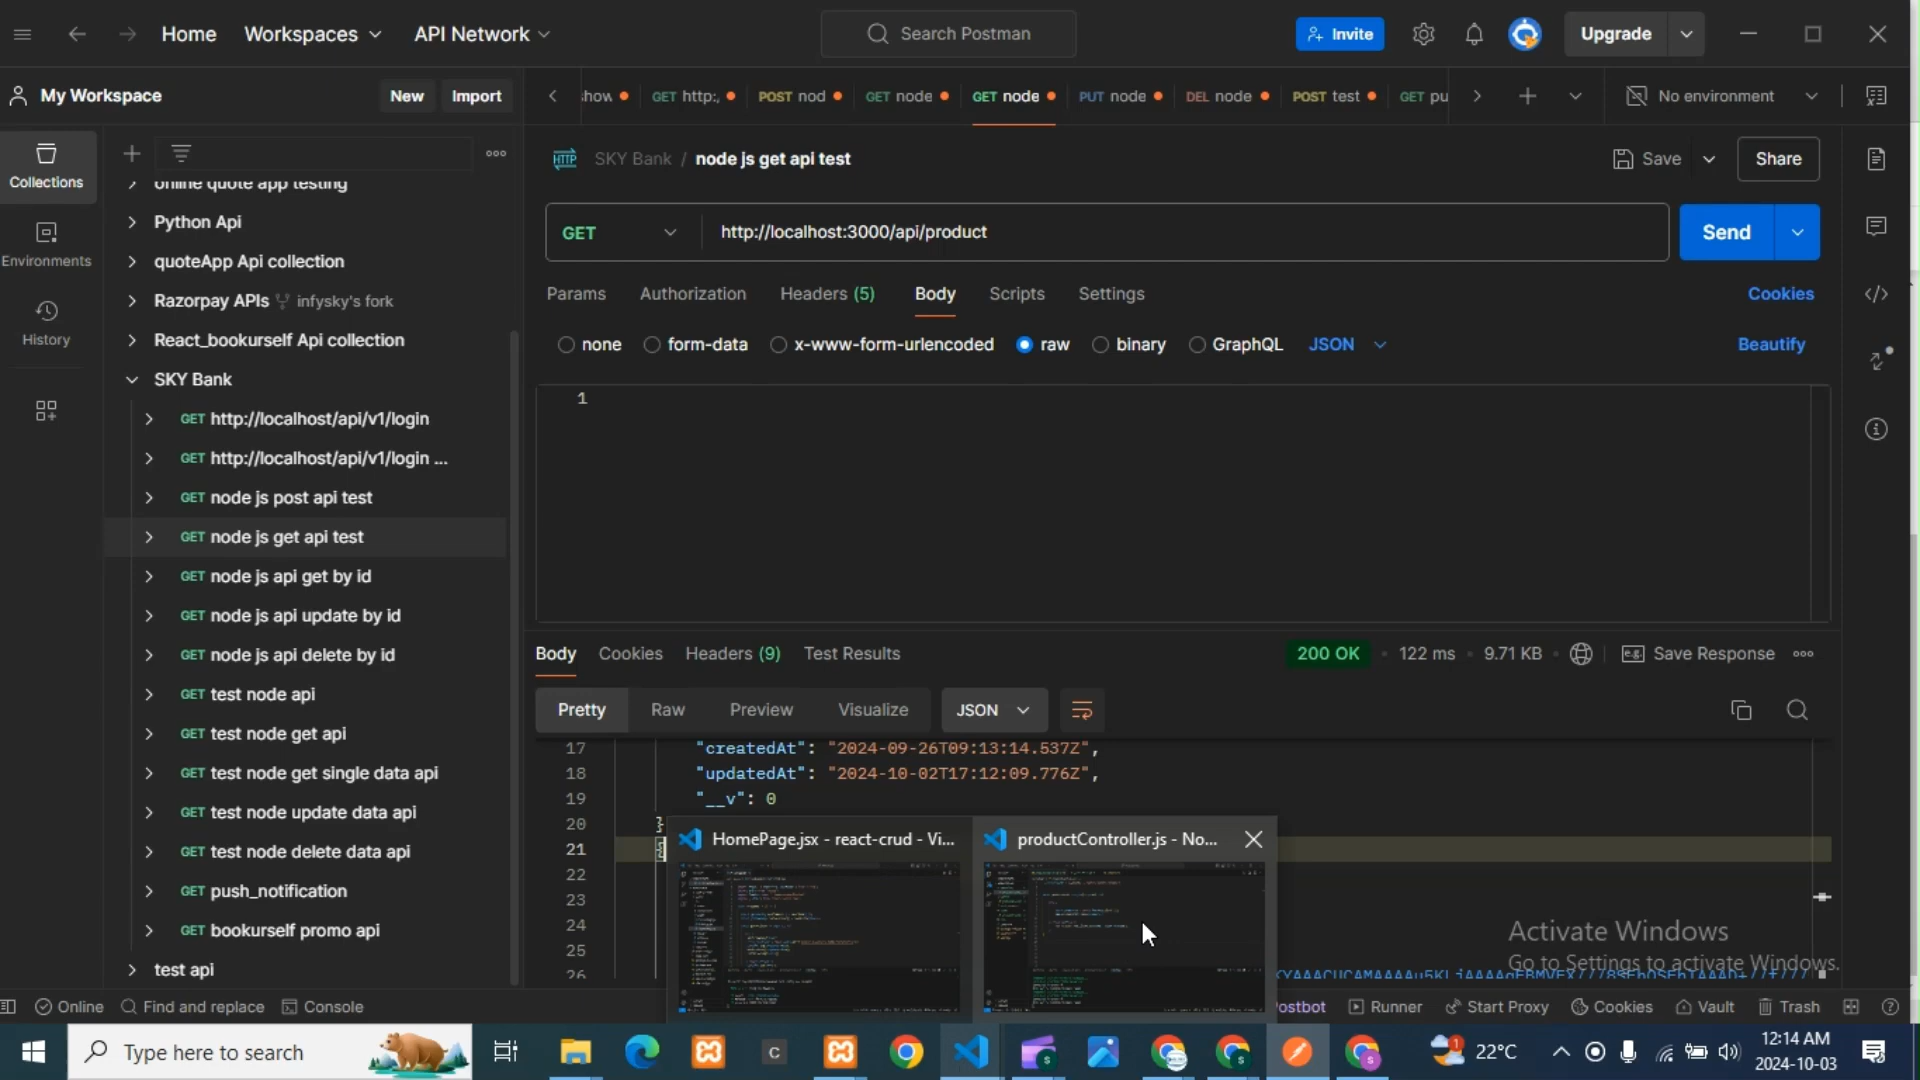 Home
Workspaces
API Network
Search Postman
Invite
Upgrade
My Workspace
New
Import
how
GET http:,
POST nod
GET node
GET node
PUT node
DEL node
POST test
GET pu
No environment
Collections
Environments
History
online quote app testing
Python Api
quoteApp Api collection
Razorpay APIs infysky's fork
React_bookurself Api collection
SKY Bank
GET http://localhost/api/v1/login
GET http://localhost/api/v1/login ...
GET node js post api test
GET node js get api test
GET node js api get by id
GET node js api update by id
GET node js api delete by id
GET test node api
GET test node get api
GET test node get single data api
GET test node update data api
GET test node delete data api
GET push_notification
GET bookurself promo api
test api
HTTP SKY Bank / node js get api test
Save
Share
GET http://localhost:3000/api/product
Send
Params Authorization Headers (5) Body Scripts Settings
Cookies
none form-data x-www-form-urlencoded raw binary GraphQL JSON
Beautify
1
Body Cookies Headers (9) Test Results
200 OK 122 ms 9.71 KB e.g. Save Response
Pretty Raw Preview Visualize JSON
17 "createdAt": "2024-09-26T09:13:14.537Z",
18 "updatedAt": "2024-10-02T17:12:09.776Z",
19 "__v": 0
20 }
21 {
22
23
24
25
26
HomePage.jsx - react-crud - Vi...
productController.js - No...
Activate Windows
Go to Settings to activate Windows.
Online Find and replace Console
ostbot Runner Start Proxy Cookies Vault Trash
Type here to search
22°C
12:14 AM
2024-10-03